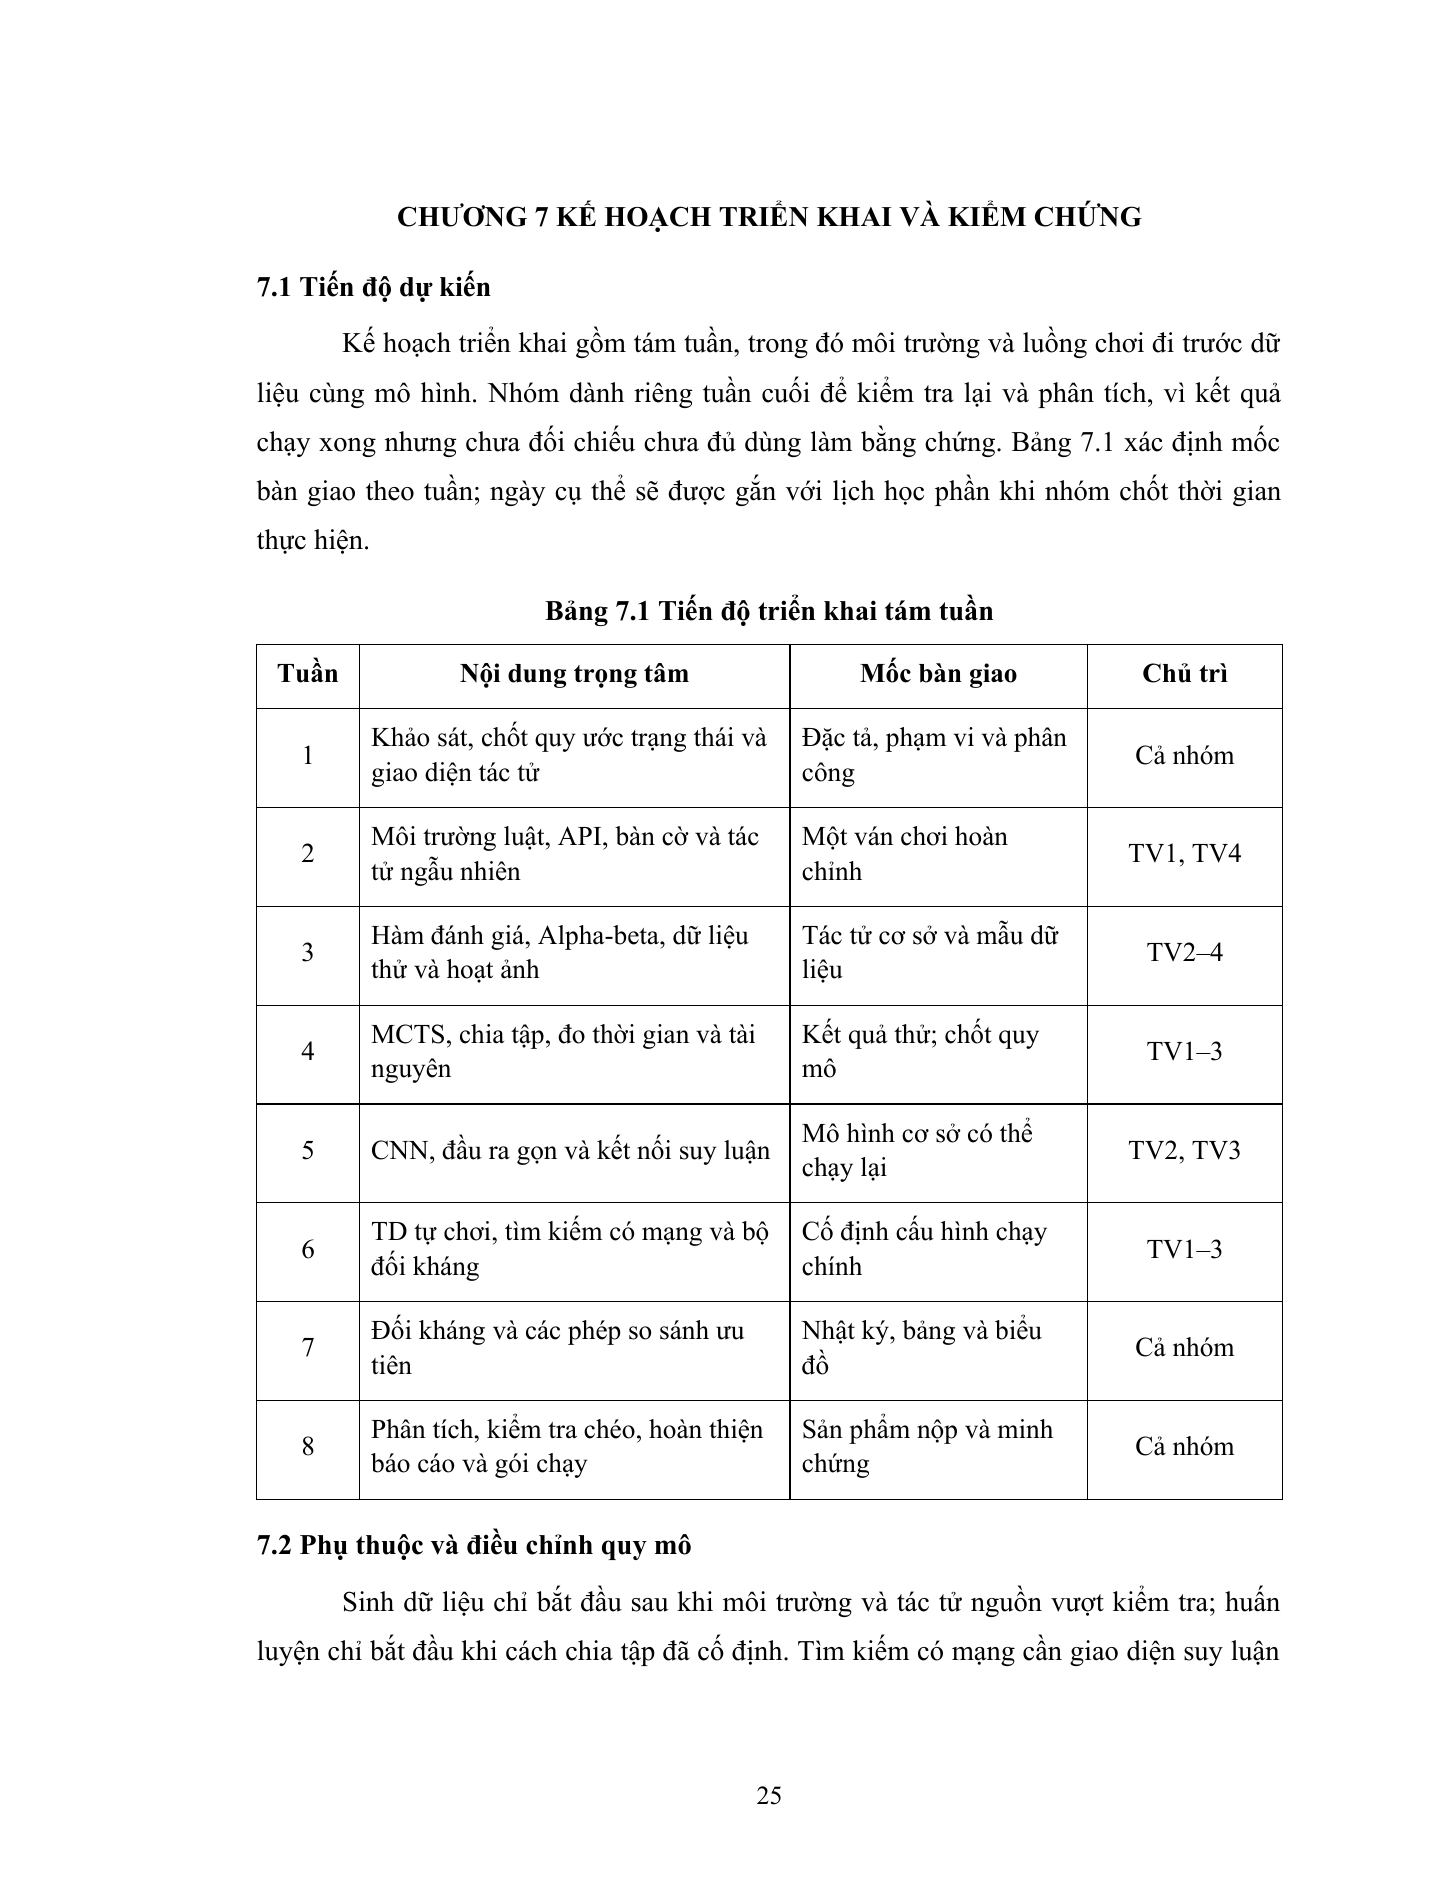 CHƯƠNG 7 KẾ HOẠCH TRIỂN KHAI VÀ KIỂM CHỨNG
7.1 Tiến độ dự kiến
Kế hoạch triển khai gồm tám tuần, trong đó môi trường và luồng chơi đi trước dữ
liệu cùng mô hình. Nhóm dành riêng tuần cuối để kiểm tra lại và phân tích, vì kết quả
chạy xong nhưng chưa đối chiếu chưa đủ dùng làm bằng chứng. Bảng 7.1 xác định mốc
bàn giao theo tuần; ngày cụ thể sẽ được gắn với lịch học phần khi nhóm chốt thời gian
thực hiện.
Bảng 7.1 Tiến độ triển khai tám tuần
Tuần Nội dung trọng tâm Mốc bàn giao Chủ trì
1 Khảo sát, chốt quy ước trạng thái và
giao diện tác tử
Đặc tả, phạm vi và phân
công
Cả nhóm
2 Môi trường luật, API, bàn cờ và tác
tử ngẫu nhiên
Một ván chơi hoàn
chỉnh
TV1, TV4
3 Hàm đánh giá, Alpha-beta, dữ liệu
thử và hoạt ảnh
Tác tử cơ sở và mẫu dữ
liệu
TV2–4
4 MCTS, chia tập, đo thời gian và tài
nguyên
Kết quả thử; chốt quy
mô
TV1–3
5 CNN, đầu ra gọn và kết nối suy luận
Mô hình cơ sở có thể
chạy lại
TV2, TV3
6 TD tự chơi, tìm kiếm có mạng và bộ
đối kháng
Cố định cấu hình chạy
chính
TV1–3
7 Đối kháng và các phép so sánh ưu
tiên
Nhật ký, bảng và biểu
đồ
Cả nhóm
8 Phân tích, kiểm tra chéo, hoàn thiện
báo cáo và gói chạy
Sản phẩm nộp và minh
chứng
Cả nhóm
7.2 Phụ thuộc và điều chỉnh quy mô
Sinh dữ liệu chỉ bắt đầu sau khi môi trường và tác tử nguồn vượt kiểm tra; huấn
luyện chỉ bắt đầu khi cách chia tập đã cố định. Tìm kiếm có mạng cần giao diện suy luận
25